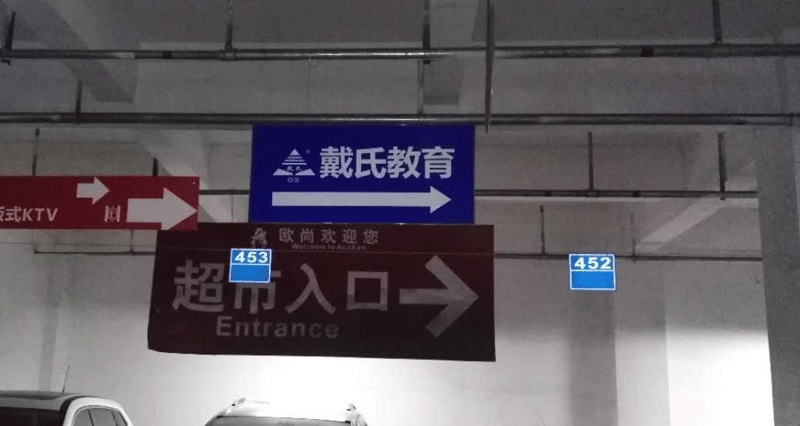 戴氏教育
DS
式KTV
欧尚欢迎您
Welcome to Auchan
453
452
超市入口
Entrance